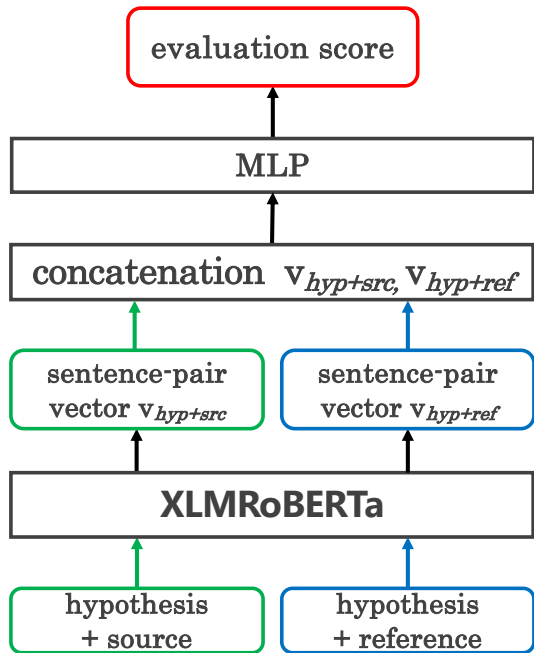 evaluation score
MLP
concatenation v_hyp+src, v_hyp+ref
sentence-pair
vector v_hyp+src
sentence-pair
vector v_hyp+ref
XLMRoBERTa
hypothesis
+ source
hypothesis
+ reference